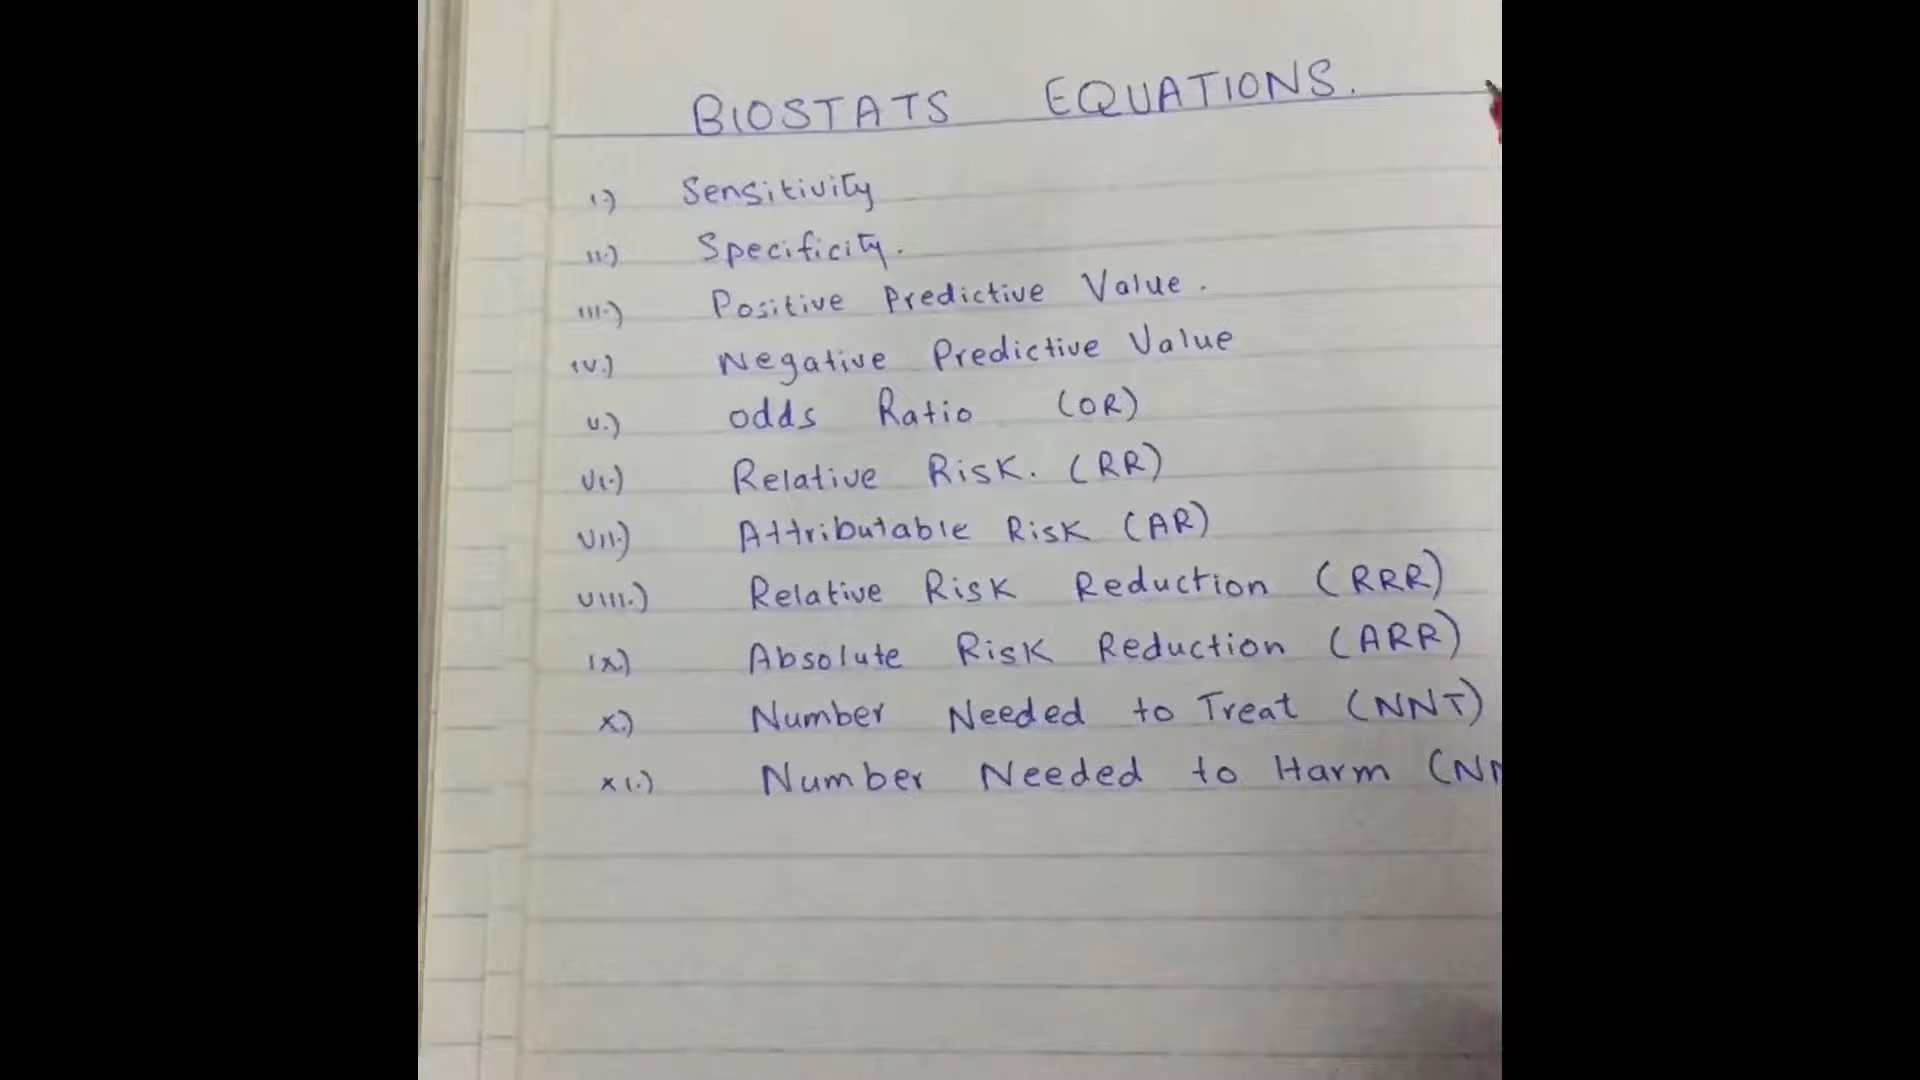 BIOSTATS EQUATIONS.
i.) Sensitivity
ii.) Specificity.
iii.) Positive Predictive Value.
iv.) Negative Predictive Value
v.) odds Ratio (OR)
vi.) Relative Risk. (RR)
vii.) Attributable Risk (AR)
viii.) Relative Risk Reduction (RRR)
ix) Absolute Risk Reduction (ARR)
x.) Number Needed to Treat (NNT)
xi.) Number Needed to Harm (NN